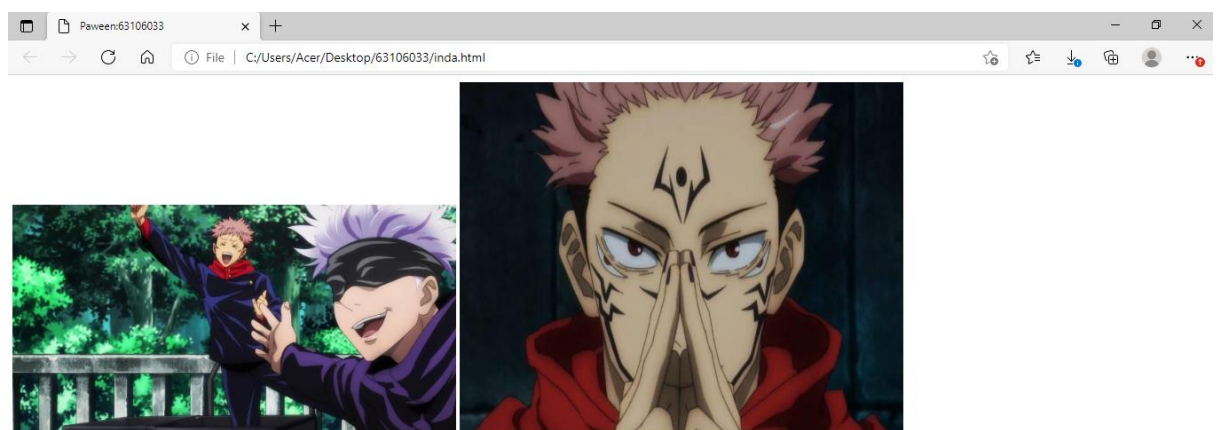 Paween:63106033
File | C:/Users/Acer/Desktop/63106033/inda.html